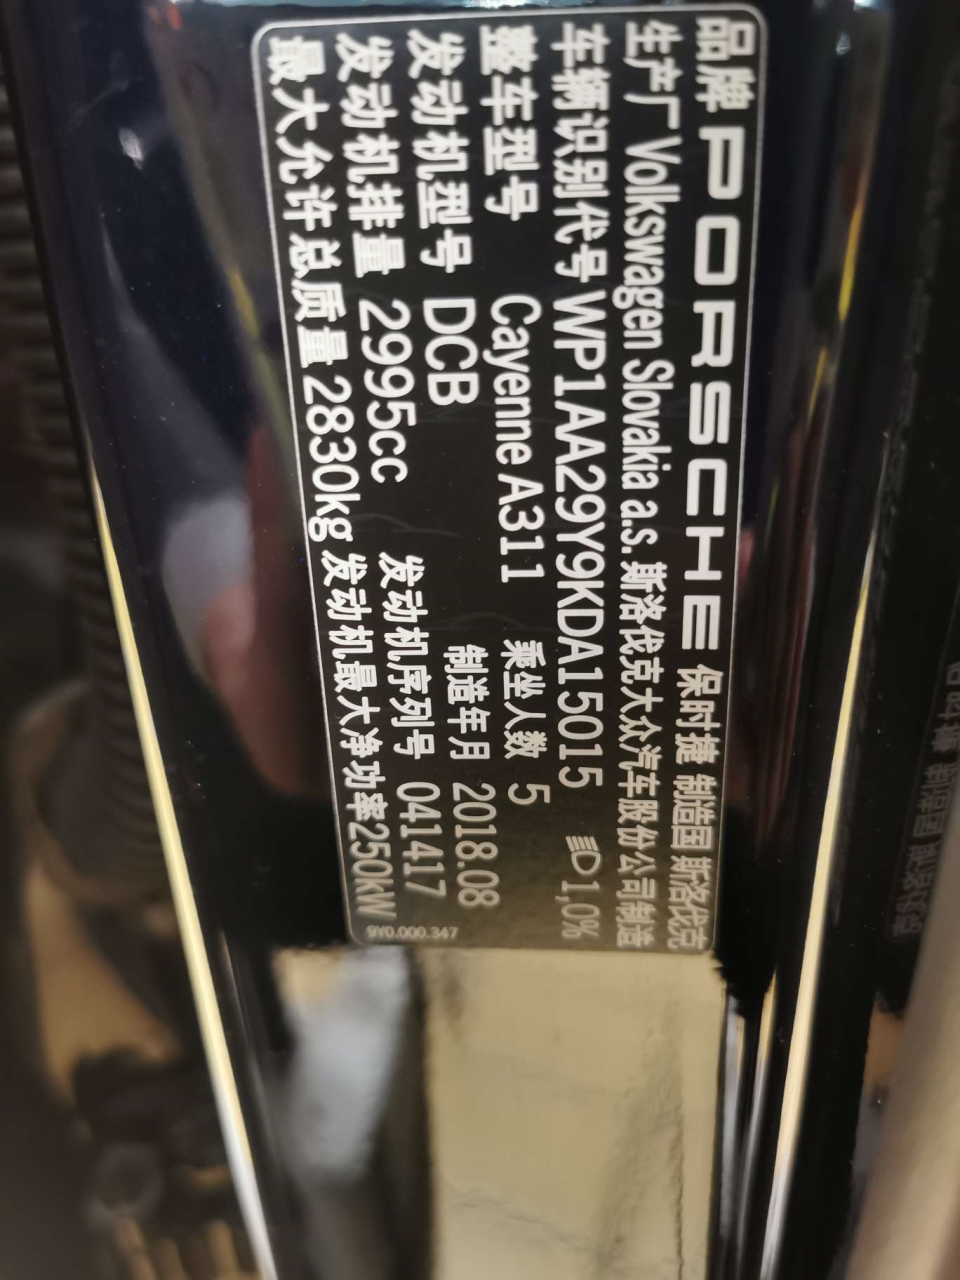 品牌 PORSCHE 保时捷 制造国 斯洛伐克
生产厂 Volkswagen Slovakia a.s. 斯洛伐克大众汽车股份公司制造
车辆识别代号 WP1AA29Y9KDA15015 1,0%
整车型号 Cayenne A311 乘坐人数 5
发动机型号 DCB 制造年月 2018.08
发动机排量 2995cc 发动机序列号 041417
最大允许总质量 2830kg 发动机最大净功率250kW
9Y0.000.347